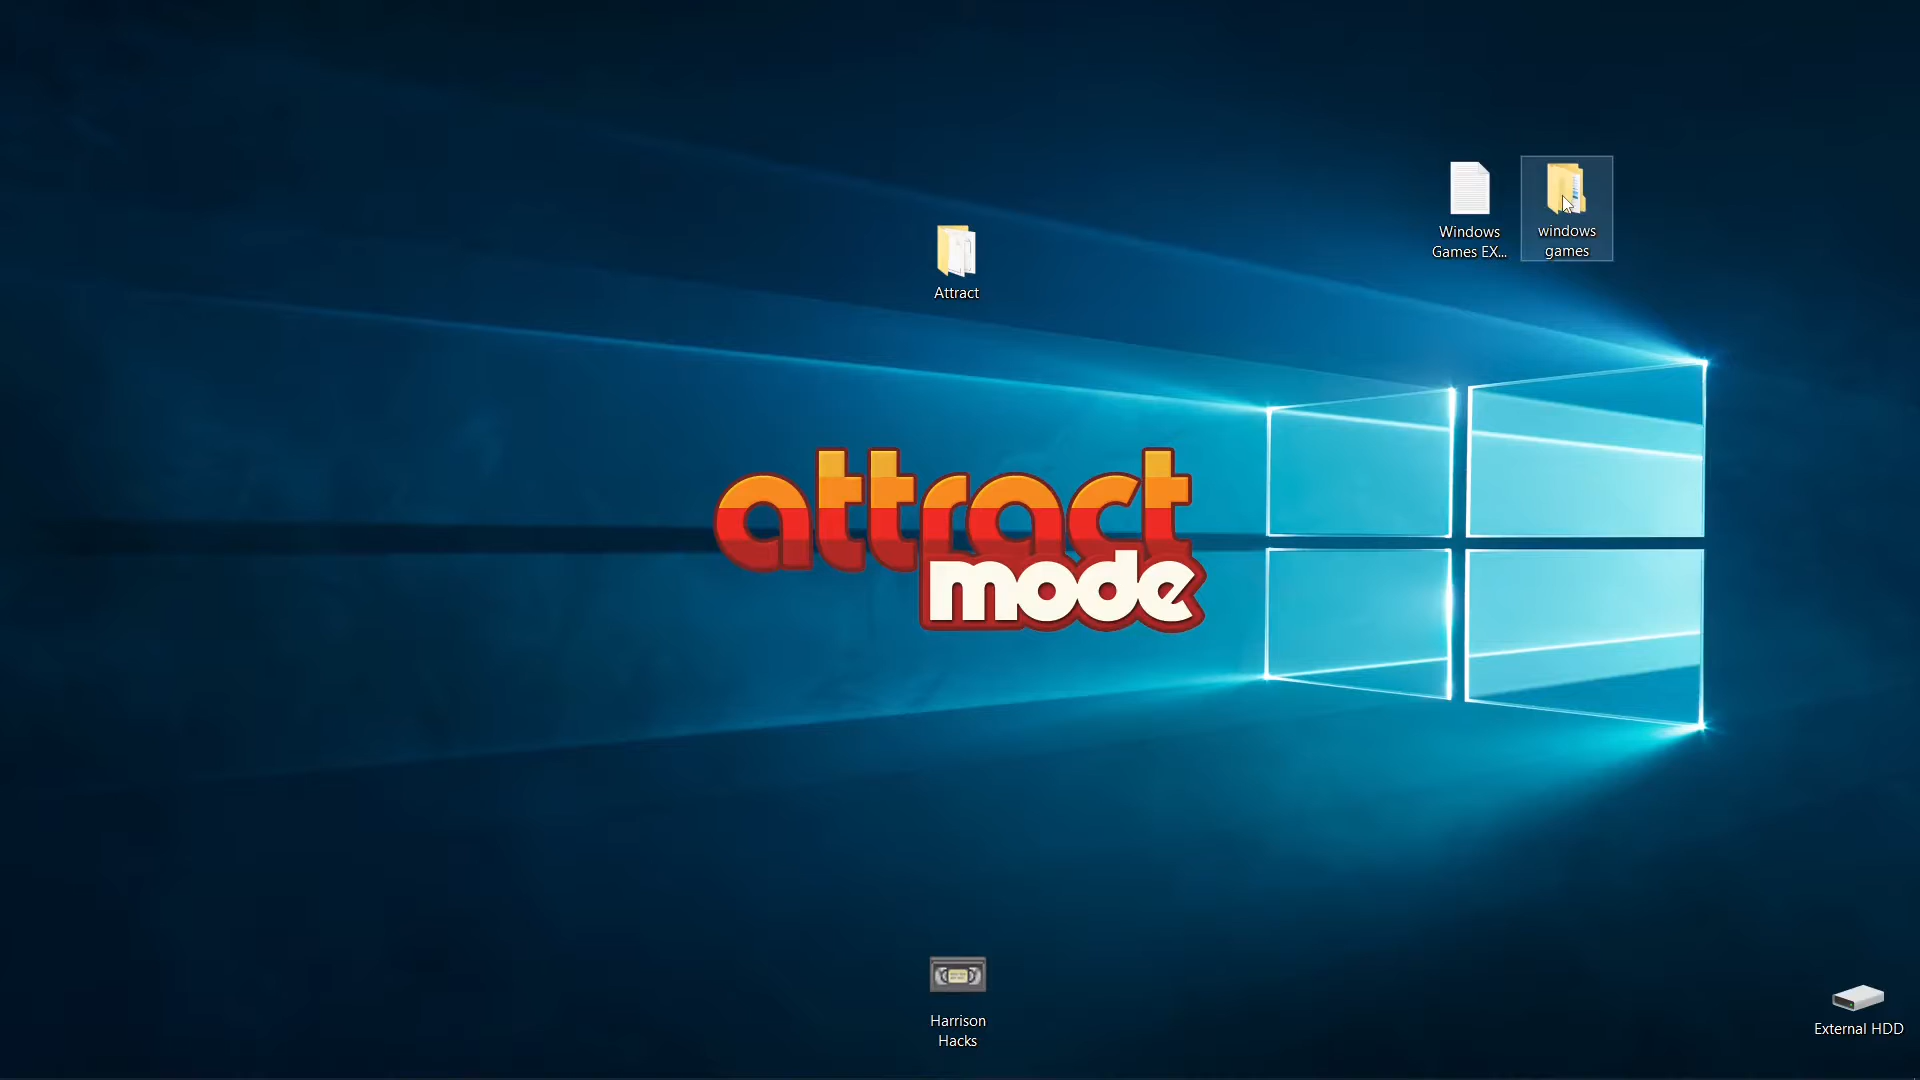 Windows
Games EX...
windows
games
Attract
attract
mode
Harrison
Hacks
External HDD